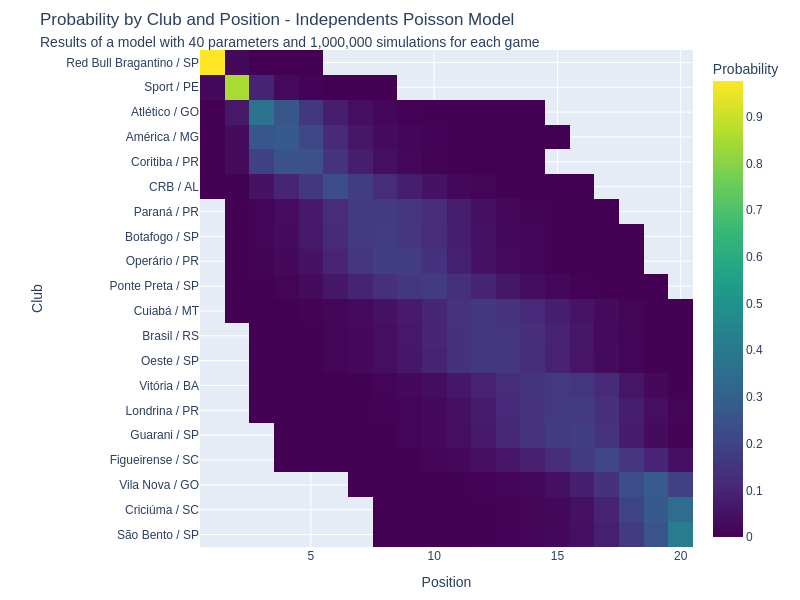 Probability by Club and Position - Independents Poisson Model
Results of a model with 40 parameters and 1,000,000 simulations for each game
Probability
Red Bull Bragantino / SP
Sport / PE
Atlético / GO
América / MG
Coritiba / PR
CRB / AL
Paraná / PR
Botafogo / SP
Operário / PR
Ponte Preta / SP
Cuiabá / MT
Brasil / RS
Oeste / SP
Vitória / BA
Londrina / PR
Guarani / SP
Figueirense / SC
Vila Nova / GO
Criciúma / SC
São Bento / SP
Club
5
10
15
20
Position
0.9
0.8
0.7
0.6
0.5
0.4
0.3
0.2
0.1
0